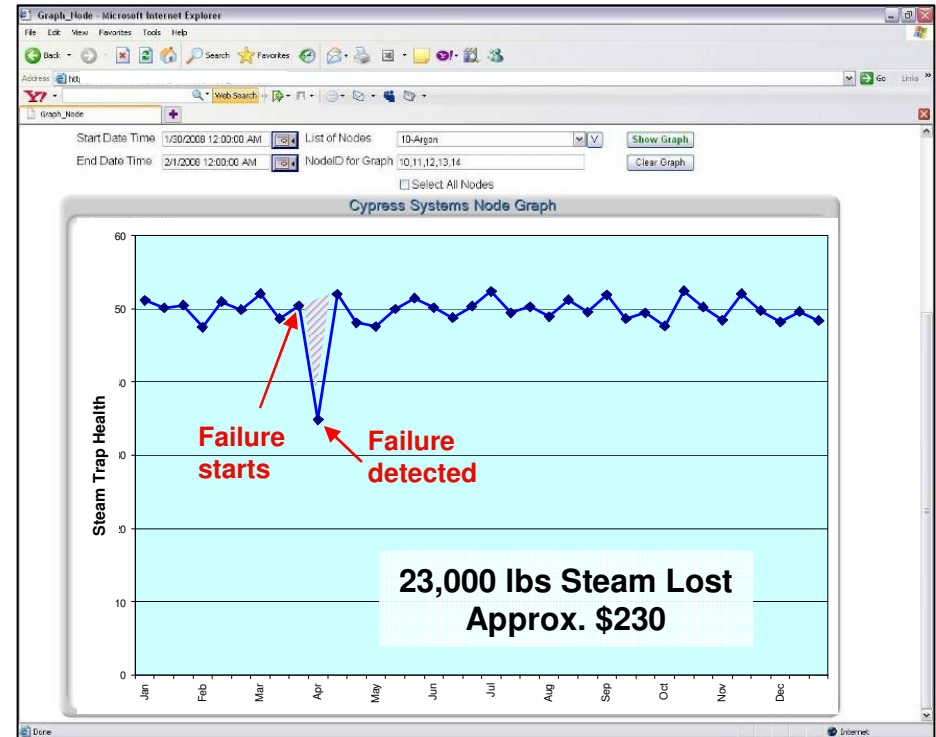 Graph_Node - Microsoft Internet Explorer
File Edit View Favorites Tools Help
Back Search Favorites
Address Go Links »
Y7 - Web Search
Graph_Node
Start Date Time 1/30/2008 12:00:00 AM List of Nodes 10-Argon V Show Graph
End Date Time 2/1/2008 12:00:00 AM NodeID for Graph 10,11,12,13,14 Clear Graph
Select All Nodes
Cypress Systems Node Graph
60
50
Steam Trap Health
10
0
Failure
starts
Failure
detected
23,000 lbs Steam Lost
Approx. $230
Jan Feb Mar Apr May Jun Jul Aug Sep Oct Nov Dec
Done Internet